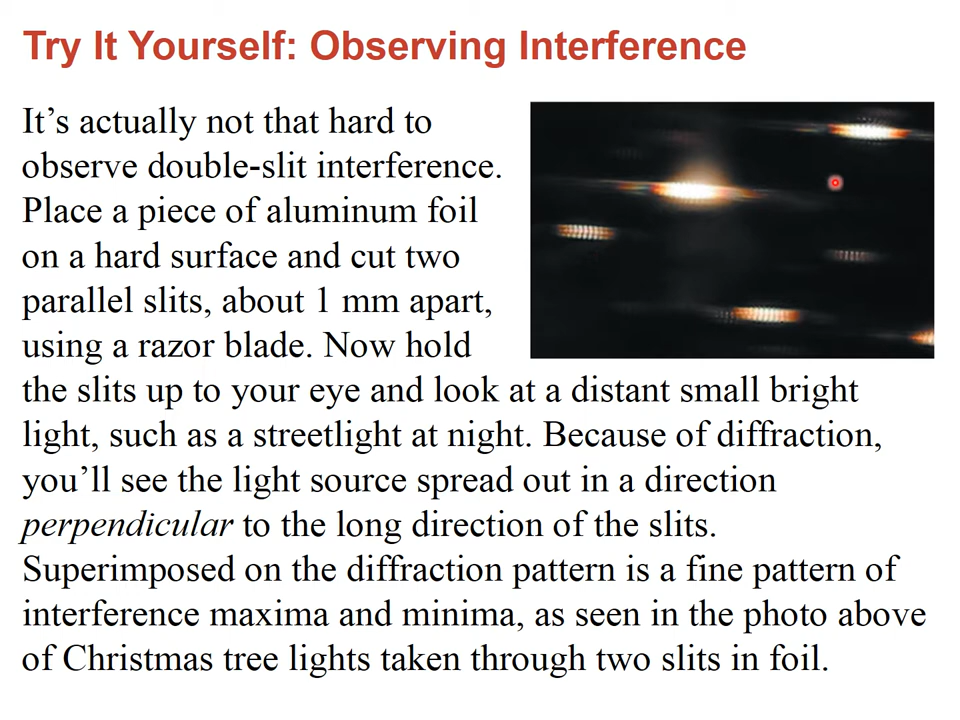 Try It Yourself: Observing Interference
It’s actually not that hard to
observe double-slit interference.
Place a piece of aluminum foil
on a hard surface and cut two
parallel slits, about 1 mm apart,
using a razor blade. Now hold
the slits up to your eye and look at a distant small bright
light, such as a streetlight at night. Because of diffraction,
you’ll see the light source spread out in a direction
perpendicular to the long direction of the slits.
Superimposed on the diffraction pattern is a fine pattern of
interference maxima and minima, as seen in the photo above
of Christmas tree lights taken through two slits in foil.